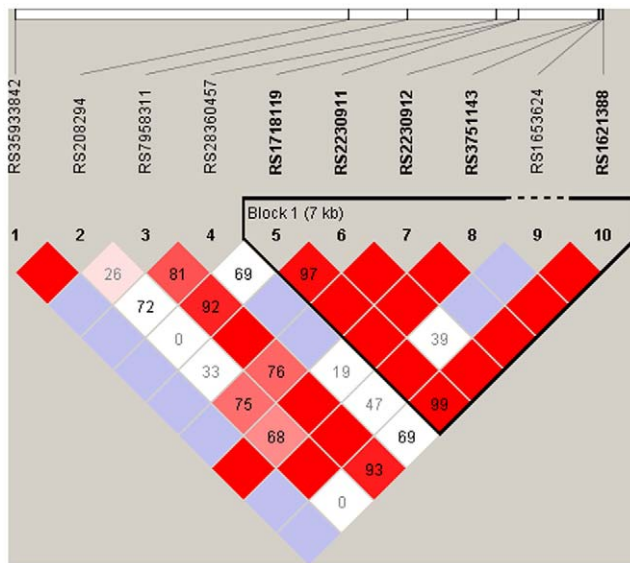 RS35933842
RS208294
RS7958311
RS28360457
RS1718119
RS2230911
RS2230912
RS3751143
RS1653624
RS1621388
Block 1 (7 kb)
1 2 3 4 5 6 7 8 9 10
26 81 69 97
72 92
0 39
33 76 19
75 47 99
68 69
93
0